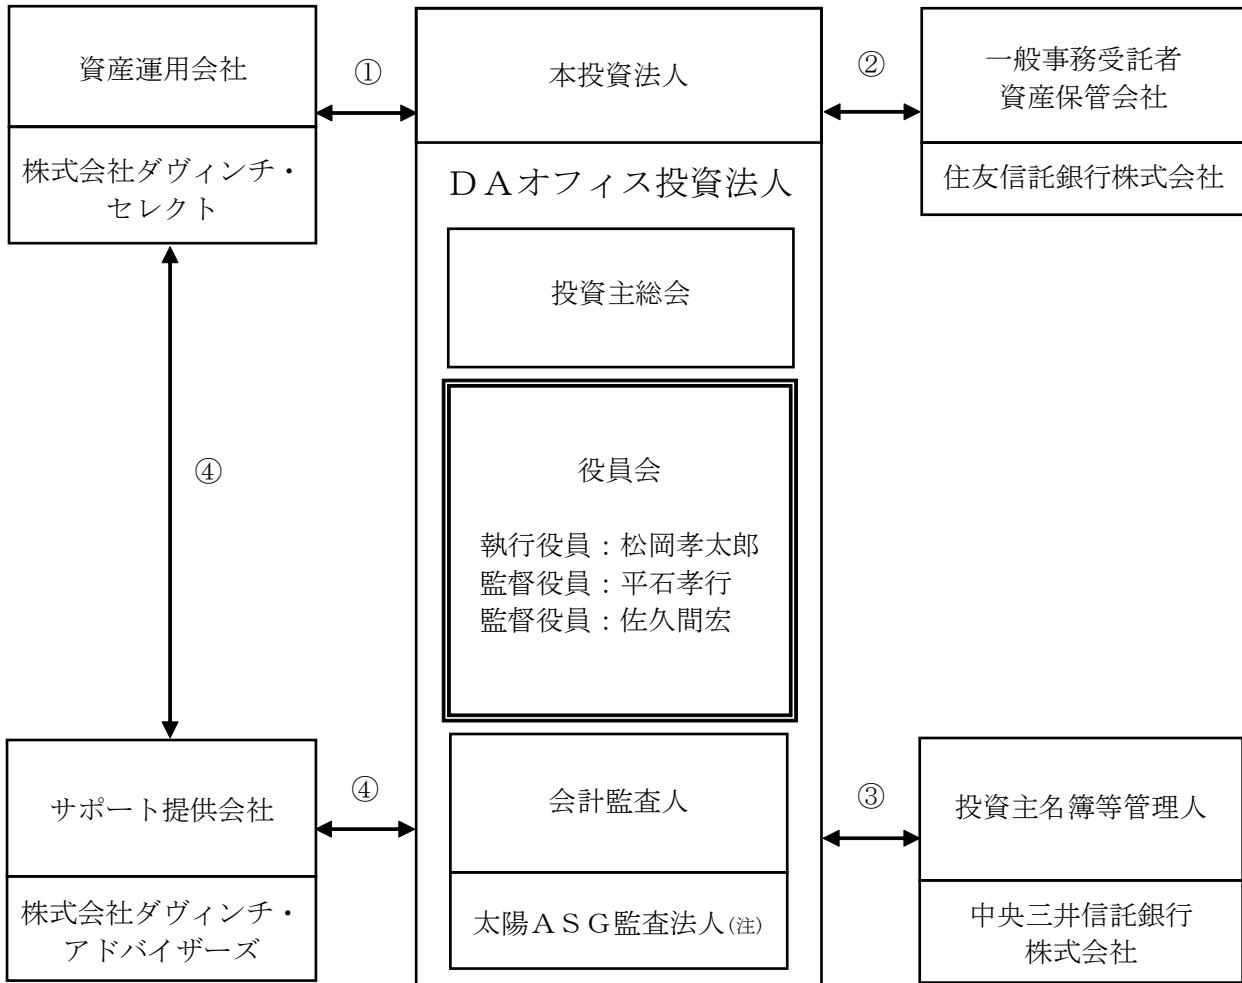 資産運用会社
株式会社ダヴィンチ・
セレクト
①
本投資法人
ＤＡオフィス投資法人
②
一般事務受託者
資産保管会社
住友信託銀行株式会社
投資主総会
役員会
執行役員：松岡孝太郎
監督役員：平石孝行
監督役員：佐久間宏
④
サポート提供会社
株式会社ダヴィンチ・
アドバイザーズ
④
会計監査人
太陽ＡＳＧ監査法人(注)
③
投資主名簿等管理人
中央三井信託銀行
株式会社